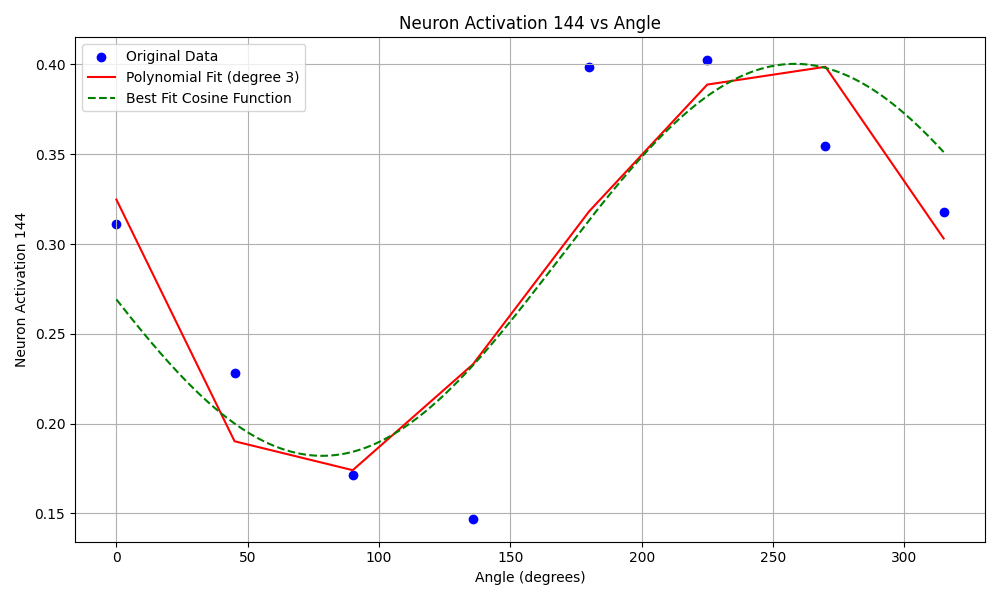 Neuron Activation 144 vs Angle
Original Data
Polynomial Fit (degree 3)
Best Fit Cosine Function
0.40
0.35
0.30
0.25
0.20
0.15
Neuron Activation 144
0
50
100
150
200
250
300
Angle (degrees)